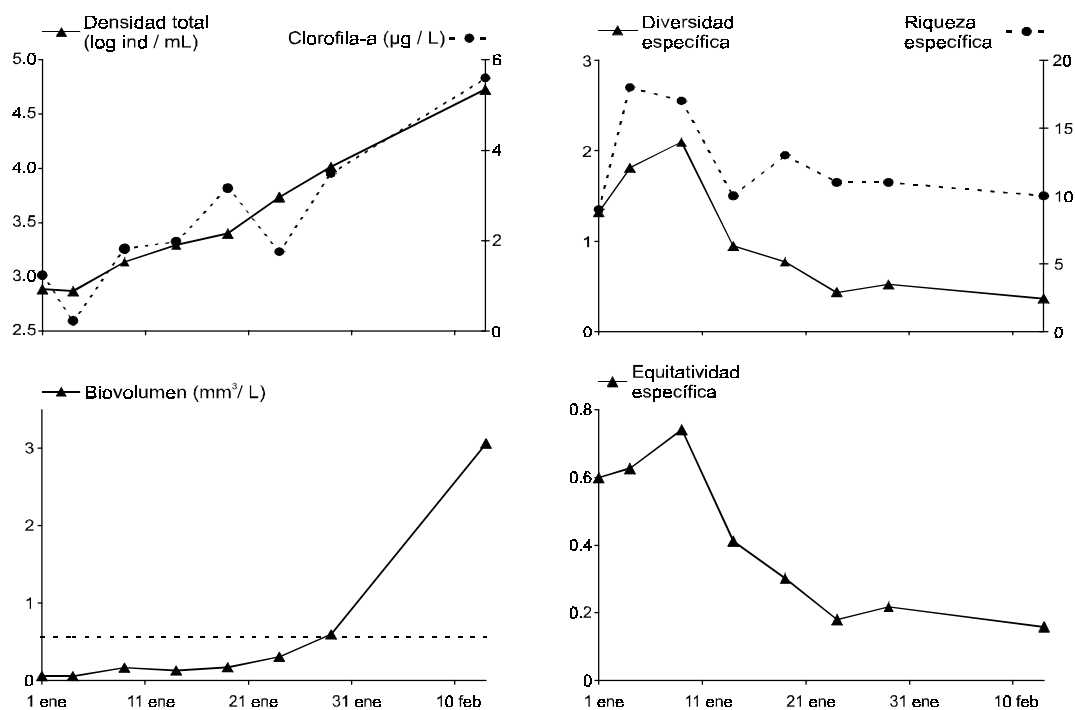 Densidad total
(log ind / mL)
Clorofila-a (µg / L)
5.0
4.5
4.0
3.5
3.0
2.5
6
4
2
0
Diversidad
específica
Riqueza
específica
3
2
1
0
20
15
10
5
0
Biovolumen (mm³/ L)
3
2
1
0
1 ene
11 ene
21 ene
31 ene
10 feb
Equitatividad
específica
0.8
0.6
0.4
0.2
0
1 ene
11 ene
21 ene
31 ene
10 feb